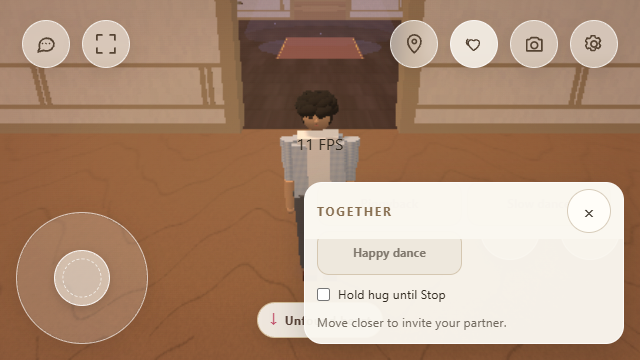 11 FPS
TOGETHER
×
Happy dance
Hold hug until Stop
Move closer to invite your partner.